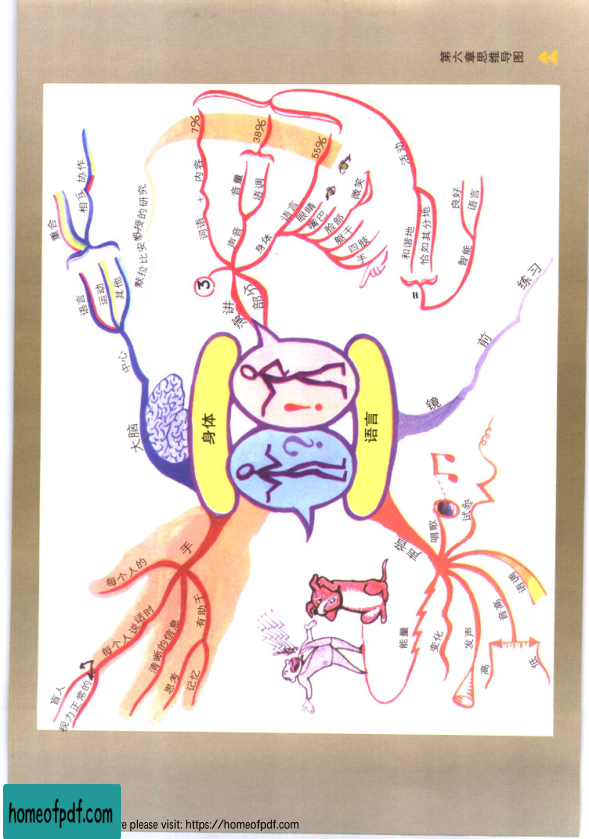 第六章思维导图
身体
语言
讲演
部分
3
词语 + 内容
7%
声音
音量
语调
38%
身体
语言
眼睛
嘴巴
脸部
躯干
四肢
手
微笑
55%
默拉比安教授的研究
活动
和谐地
恰如其分地
=
智能
良好
语言
大脑
中心
语言
运动
其他
重合
相互 协作
镜
前
练习
手
每个人的
每个人说话时
盲人
视力正常的
清晰的信息
有助于
思考
记忆
唱歌
试验
能量
变化
发声
音高
高
低
语调
!
?
homeofpdf.com
re please visit: https://homeofpdf.com